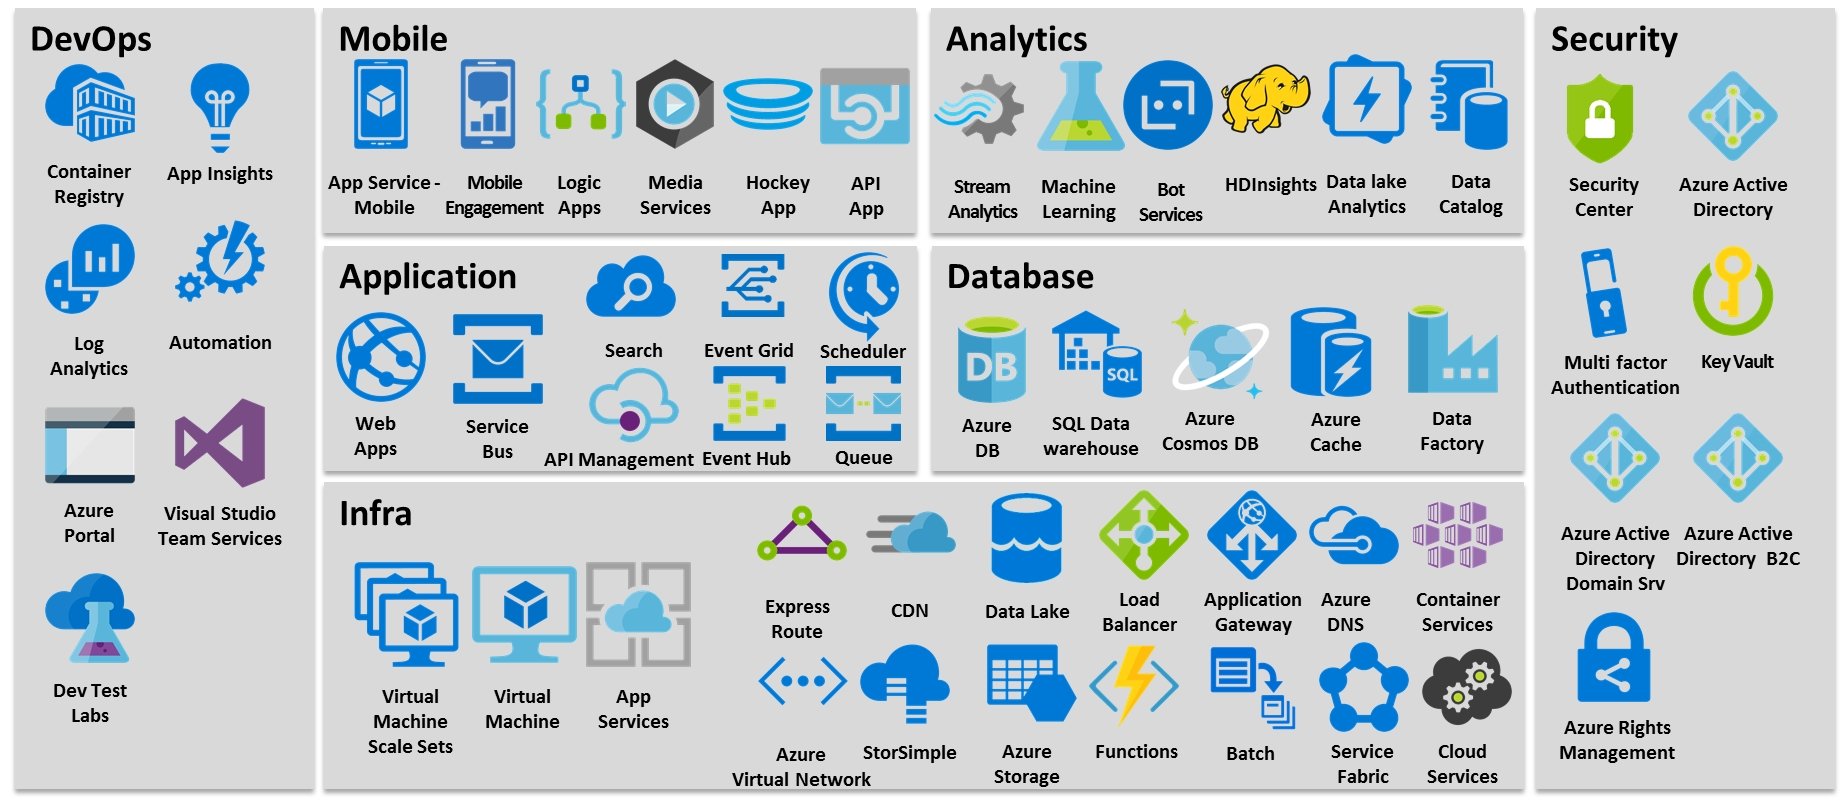 DevOps
Container
Registry
App Insights
Log
Analytics
Automation
Azure
Portal
Visual Studio
Team Services
Dev Test
Labs
Mobile
App Service -
Mobile
Mobile
Engagement
Logic
Apps
Media
Services
Hockey
App
API
App
Analytics
Stream
Analytics
Machine
Learning
Bot
Services
HDInsights
Data lake
Analytics
Data
Catalog
Application
Web
Apps
Service
Bus
Search
Event Grid
Scheduler
API Management
Event Hub
Queue
Database
DB
Azure
DB
SQL
SQL Data
warehouse
Azure
Cosmos DB
Azure
Cache
Data
Factory
Infra
Virtual
Machine
Scale Sets
Virtual
Machine
App
Services
Express
Route
CDN
Data Lake
Load
Balancer
Application
Gateway
Azure
DNS
Container
Services
Azure
Virtual Network
StorSimple
Azure
Storage
Functions
Batch
Service
Fabric
Cloud
Services
Security
Security
Center
Azure Active
Directory
Multi factor
Authentication
Key Vault
Azure Active
Directory
Domain Srv
Azure Active
Directory B2C
Azure Rights
Management